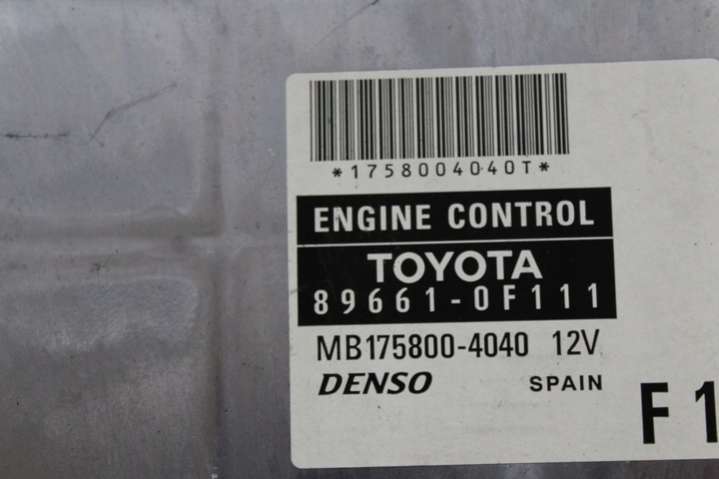 *1758004040T*
ENGINE CONTROL
TOYOTA
89661-0F111
MB175800-4040 12V
DENSO SPAIN
F1